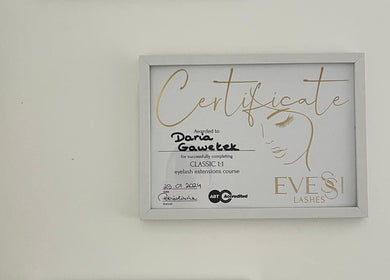 Certificate
Awarded to
Daria
Gawełek
for successfully completing
CLASSIC 1:1
eyelash extensions course
20.01.2024
ABT Accredited
EVESSI
LASHES